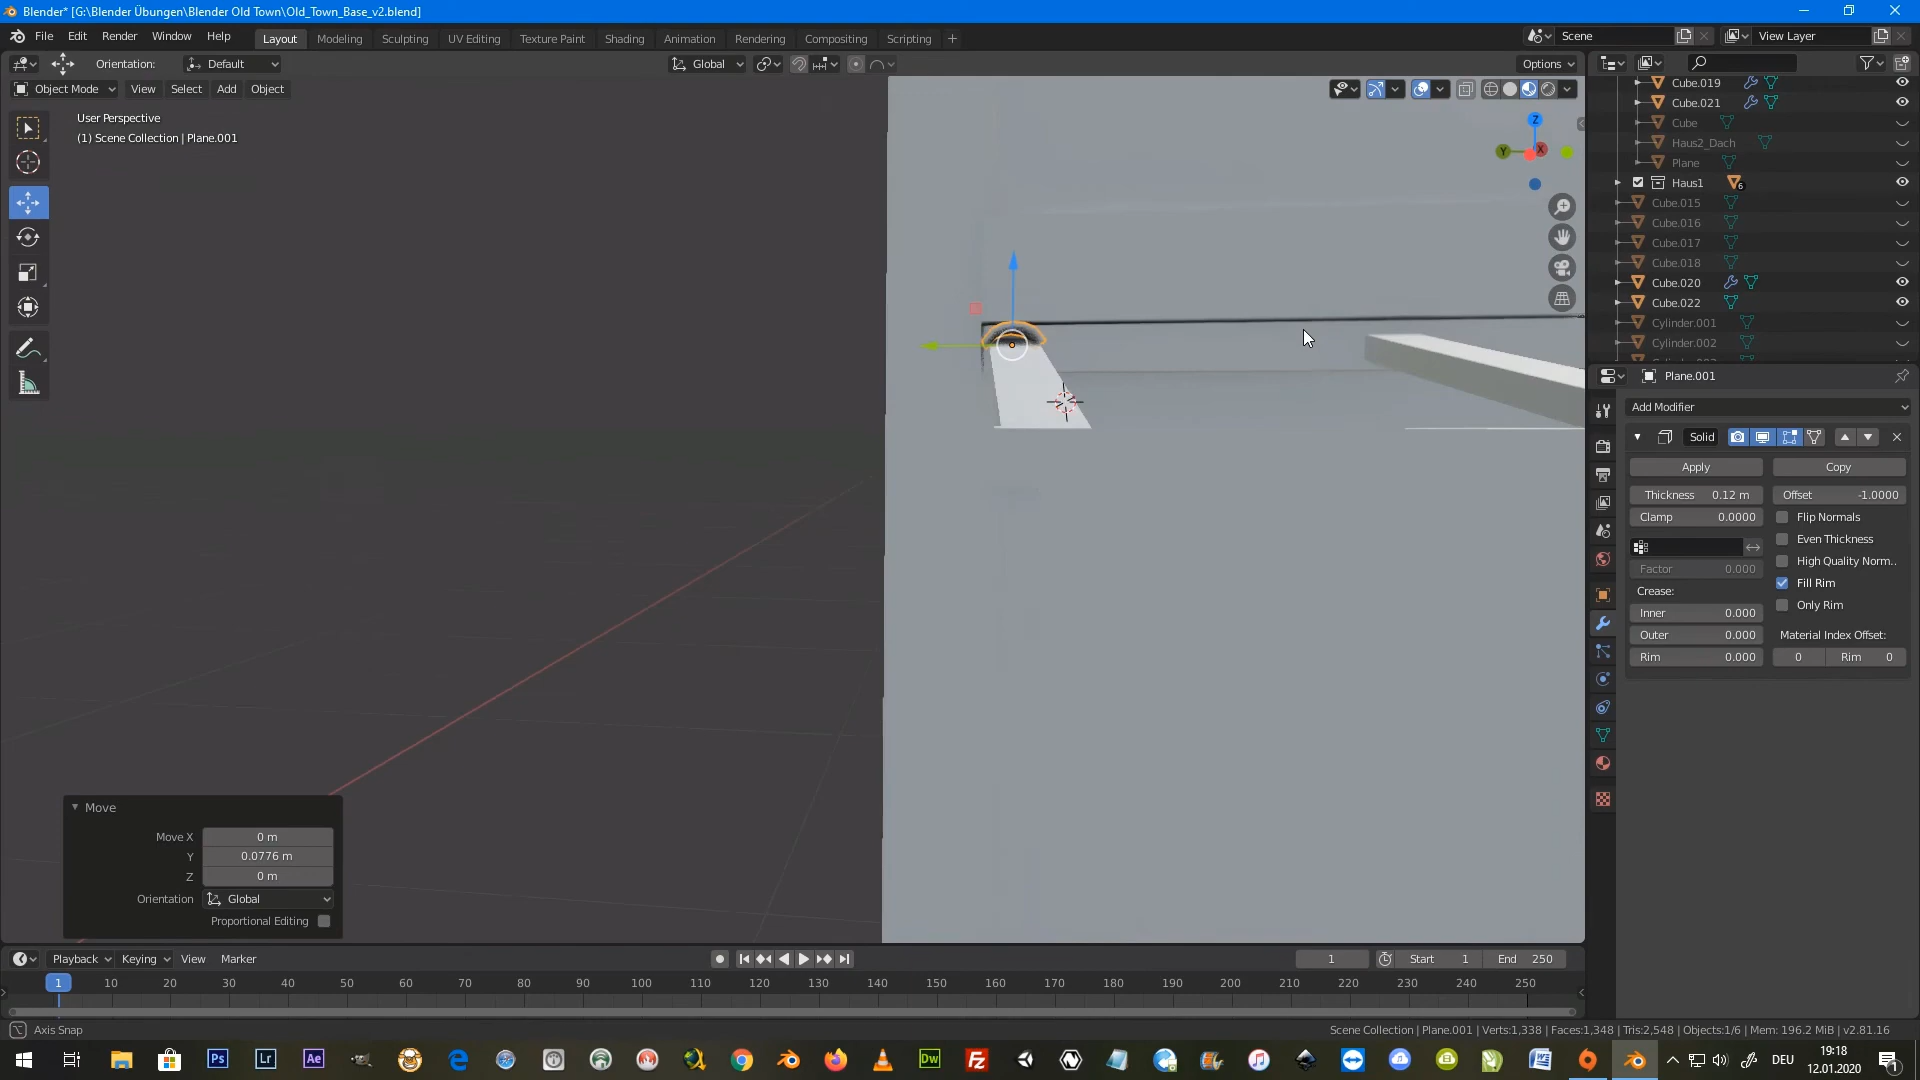 Blender* [G:\Blender Übungen\Blender Old Town\Old_Town_Base_v2.blend]
File Edit Render Window Help
Layout Modeling Sculpting UV Editing Texture Paint Shading Animation Rendering Compositing Scripting +
Scene
View Layer
Orientation: Default
Global
Options
Object Mode View Select Add Object
User Perspective
(1) Scene Collection | Plane.001
Z
Y
X
Cube.019
Cube.021
Cube
Haus2_Dach
Plane
Haus1
6
Cube.015
Cube.016
Cube.017
Cube.018
Cube.020
Cube.022
Cylinder.001
Cylinder.002
Plane.001
Add Modifier
Solid
Apply Copy
Thickness 0.12 m Offset -1.0000
Clamp 0.0000 Flip Normals
Even Thickness
High Quality Norm..
Factor 0.000 Fill Rim
Crease: Only Rim
Inner 0.000
Outer 0.000 Material Index Offset:
Rim 0.000 0 Rim 0
Move
Move X 0 m
Y 0.0776 m
Z 0 m
Orientation Global
Proportional Editing
Playback Keying View Marker
1 Start 1 End 250
1 10 20 30 40 50 60 70 80 90 100 110 120 130 140 150 160 170 180 190 200 210 220 230 240 250
Axis Snap
Scene Collection | Plane.001 | Verts:1,338 | Faces:1,348 | Tris:2,548 | Objects:1/6 | Mem: 196.2 MiB | v2.81.16
Ps Lr Ae Dw Fz
DEU
19:18
12.01.2020
1